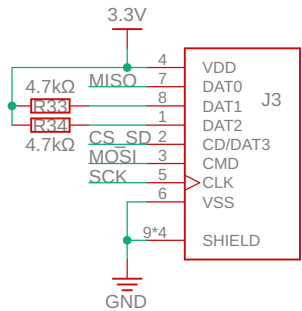 3.3V
4 VDD
4.7kΩ MISO 7 DAT0
R33 8 DAT1 J3
R34 1 DAT2
4.7kΩ CS_SD 2 CD/DAT3
MOSI 3 CMD
SCK 5 CLK
6 VSS
9*4 SHIELD
GND